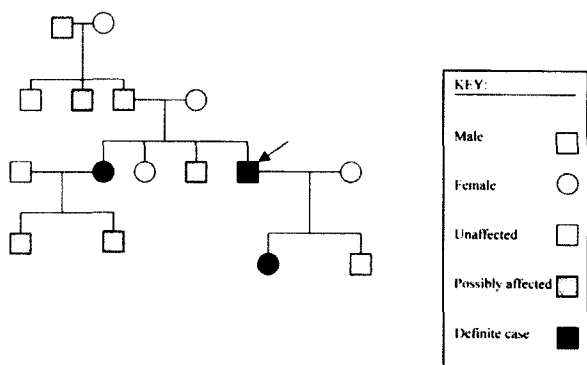 KEY:
Male
Female
Unaffected
Possibly affected
Definite case